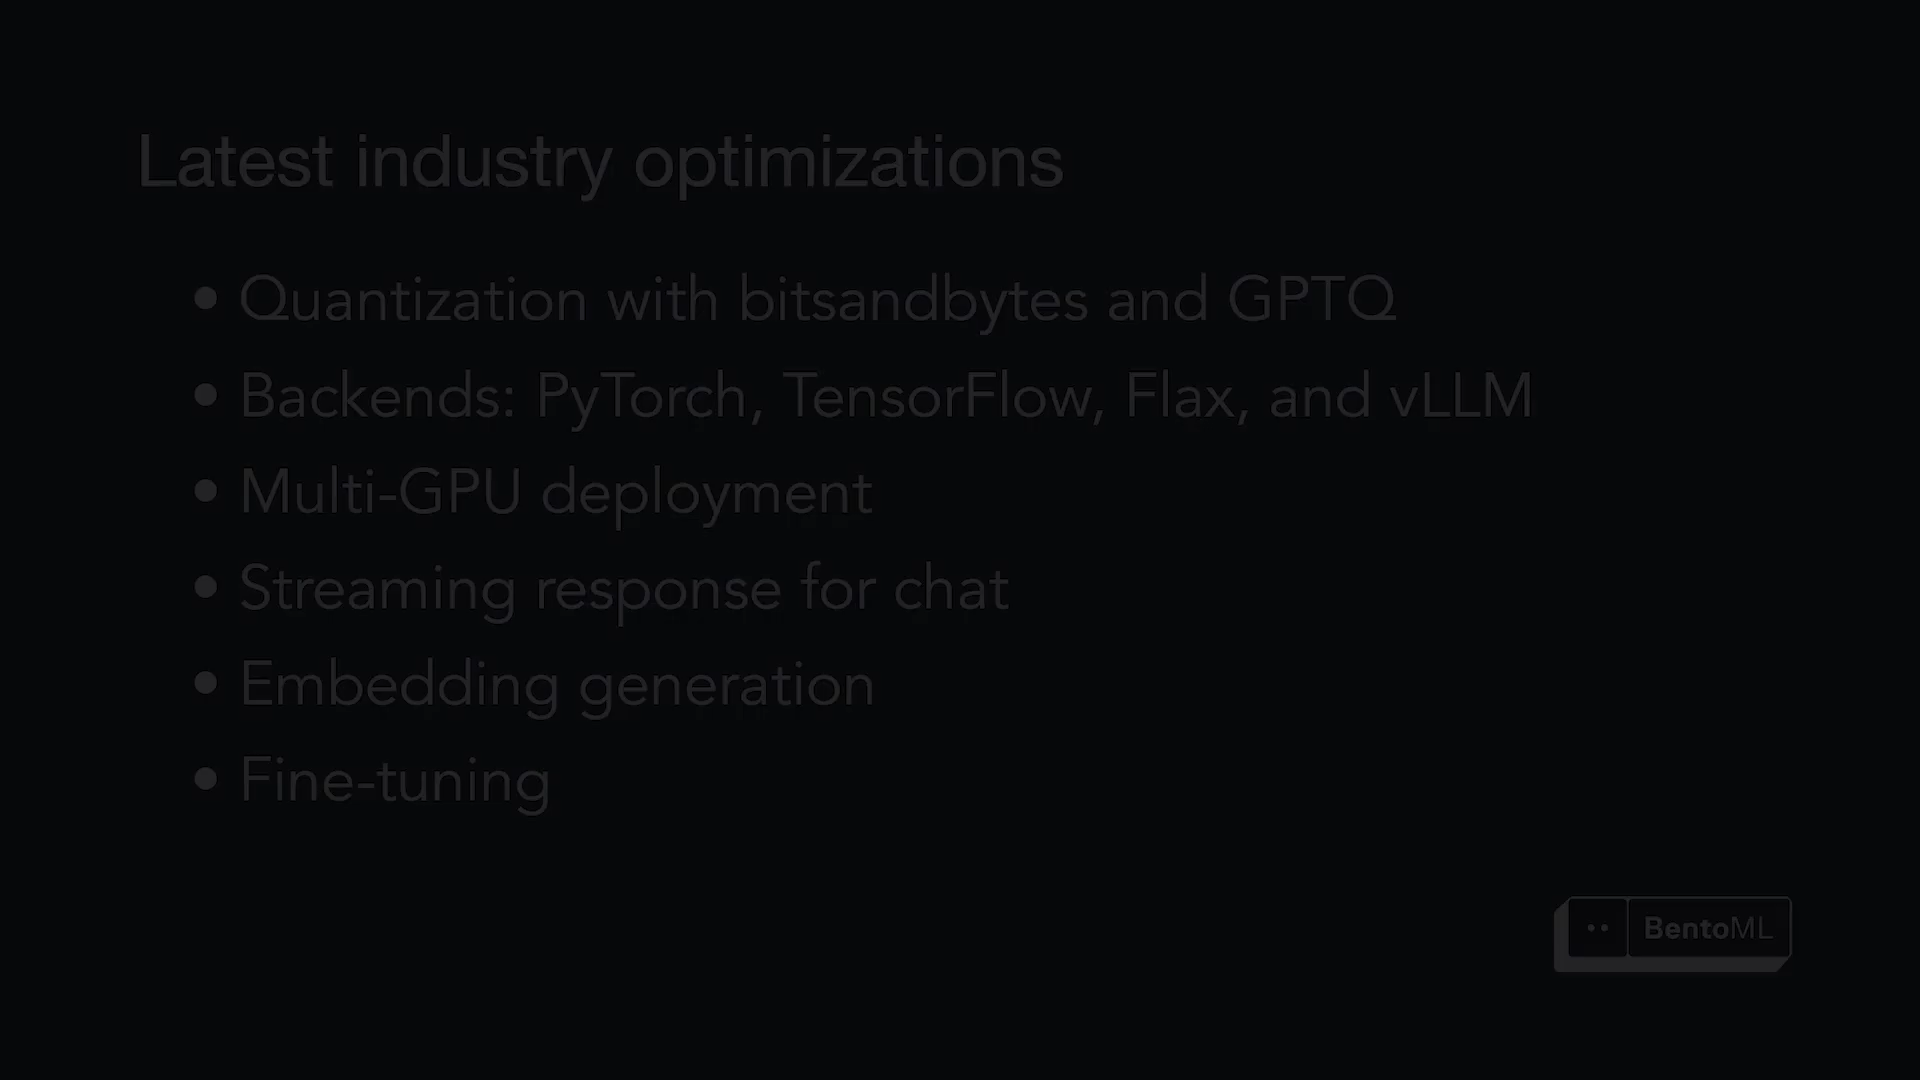 Latest industry optimizations
• Quantization with bitsandbytes and GPTQ
• Backends: PyTorch, TensorFlow, Flax, and vLLM
• Multi-GPU deployment
• Streaming response for chat
• Embedding generation
• Fine-tuning
BentoML